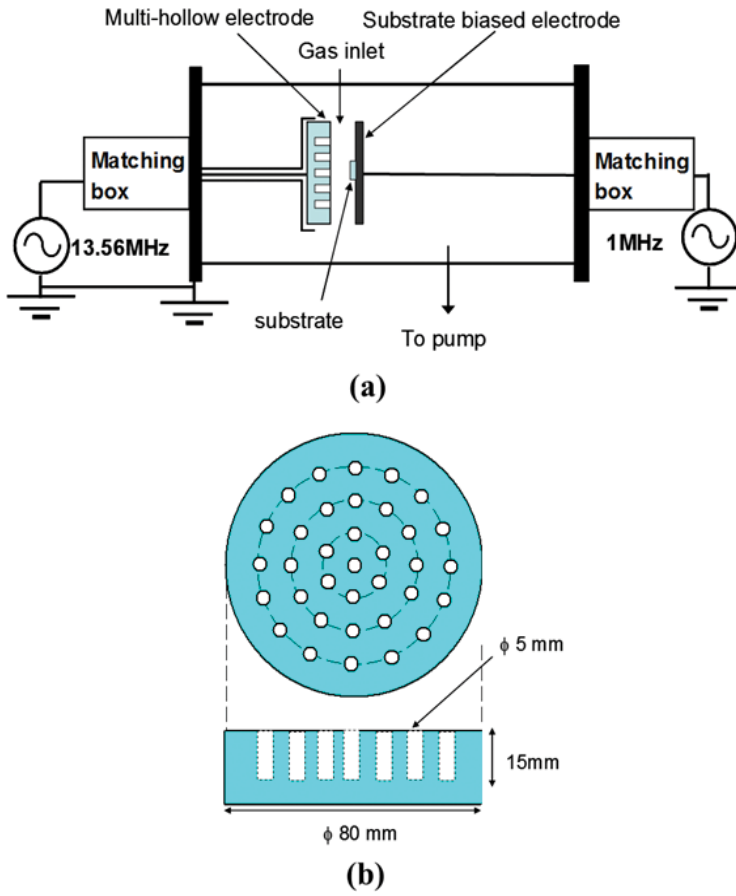 Multi-hollow electrode
Substrate biased electrode
Gas inlet
Matching
box
Matching
box
13.56MHz
1MHz
substrate
To pump
(a)
ϕ 5 mm
15mm
ϕ 80 mm
(b)